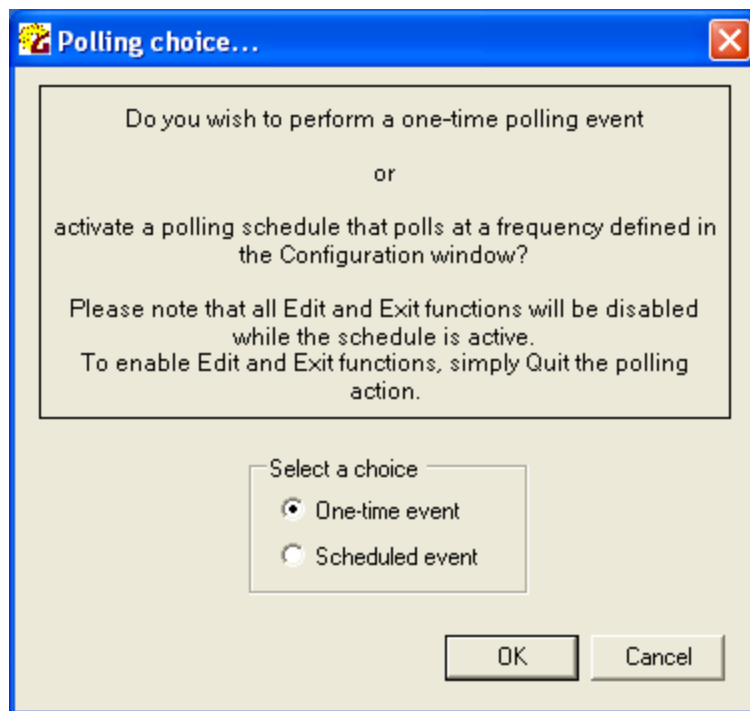 Polling choice...
Do you wish to perform a one-time polling event
or
activate a polling schedule that polls at a frequency defined in
the Configuration window?
Please note that all Edit and Exit functions will be disabled
while the schedule is active.
To enable Edit and Exit functions, simply Quit the polling
action.
Select a choice
One-time event
Scheduled event
OK
Cancel